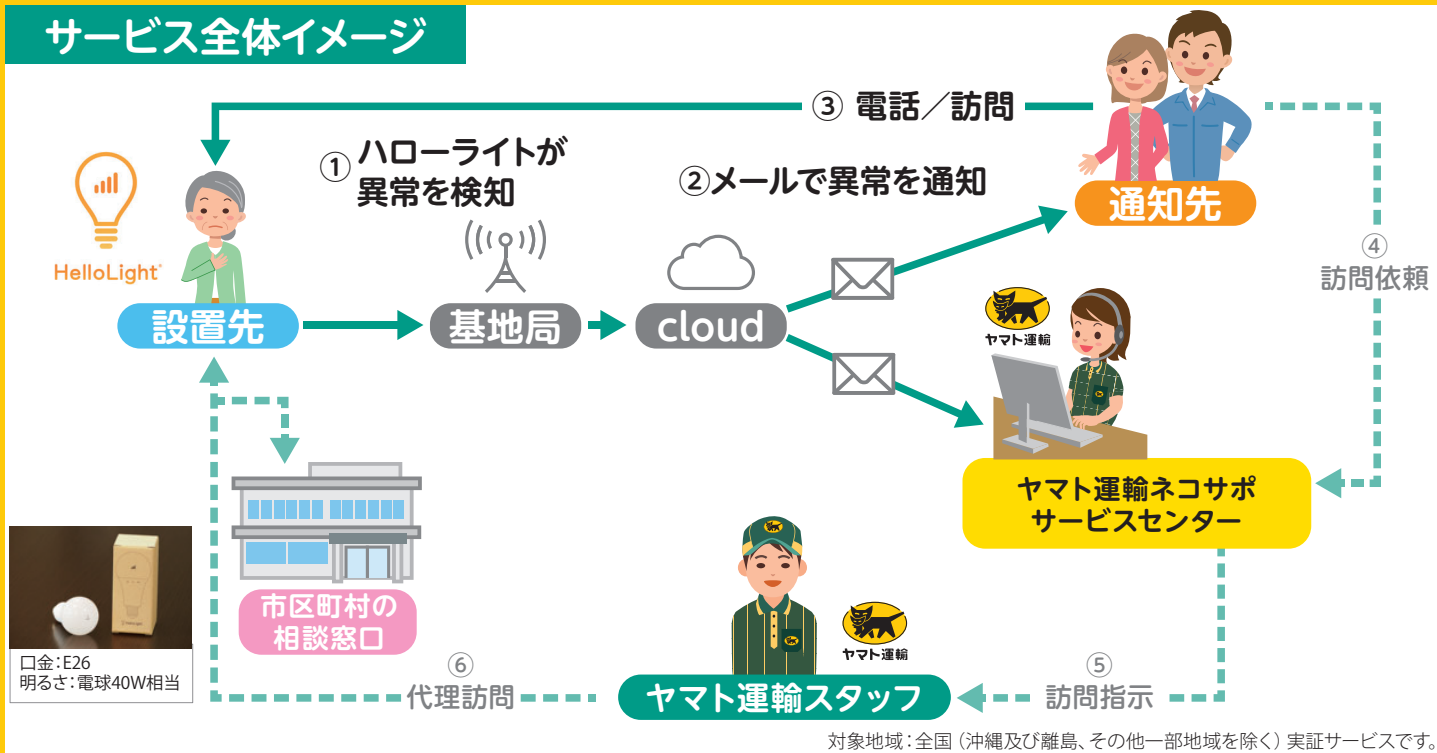 サービス全体イメージ
③ 電話／訪問
① ハローライトが
異常を検知
②メールで異常を通知
通知先
④
訪問依頼
HelloLight
設置先
基地局
cloud
ヤマト運輸
ヤマト運輸ネコサポ
サービスセンター
市区町村の
相談窓口
口金:E26
明るさ:電球40W相当
⑥
代理訪問
ヤマト運輸
ヤマト運輸スタッフ
⑤
訪問指示
対象地域:全国（沖縄及び離島、その他一部地域を除く）実証サービスです。